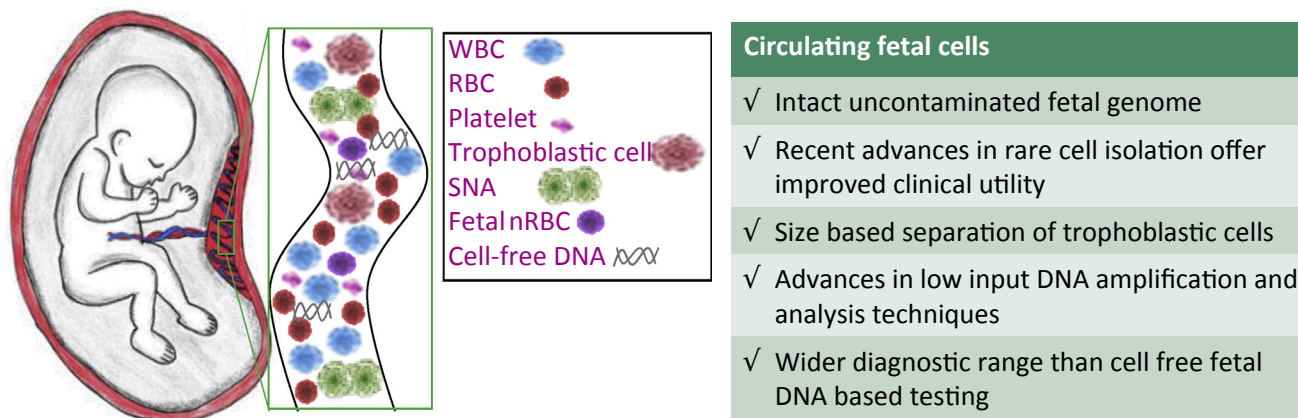 WBC
RBC
Platelet
Trophoblastic cell
SNA
Fetal nRBC
Cell-free DNA
Circulating fetal cells
√ Intact uncontaminated fetal genome
√ Recent advances in rare cell isolation offer
improved clinical utility
√ Size based separation of trophoblastic cells
√ Advances in low input DNA amplification and
analysis techniques
√ Wider diagnostic range than cell free fetal
DNA based testing